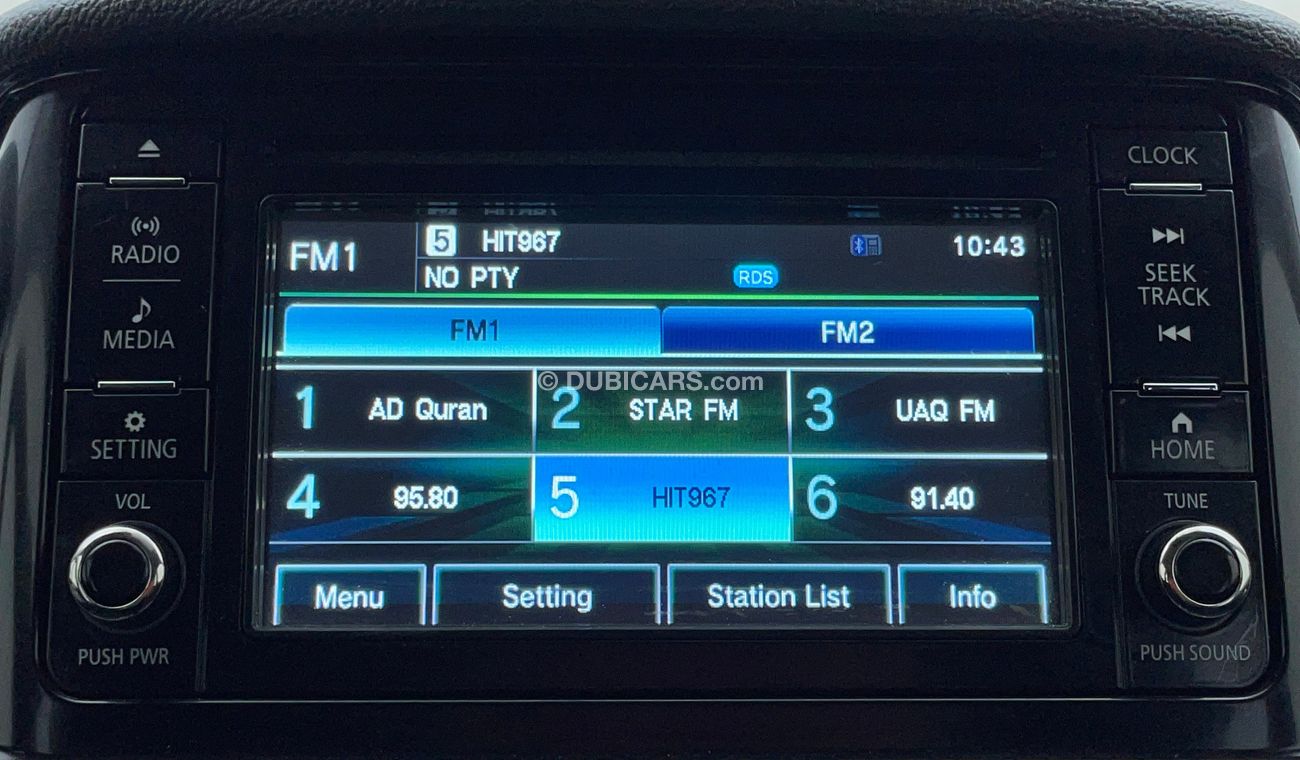 CLOCK
RADIO
MEDIA
SETTING
VOL
PUSH PWR
FM1
5 HIT967
10:43
NO PTY
RDS
FM1
FM2
© DUBICARS.com
1 AD Quran
2 STAR FM
3 UAQ FM
4 95.80
5 HIT967
6 91.40
Menu
Setting
Station List
Info
SEEK
TRACK
HOME
TUNE
PUSH SOUND